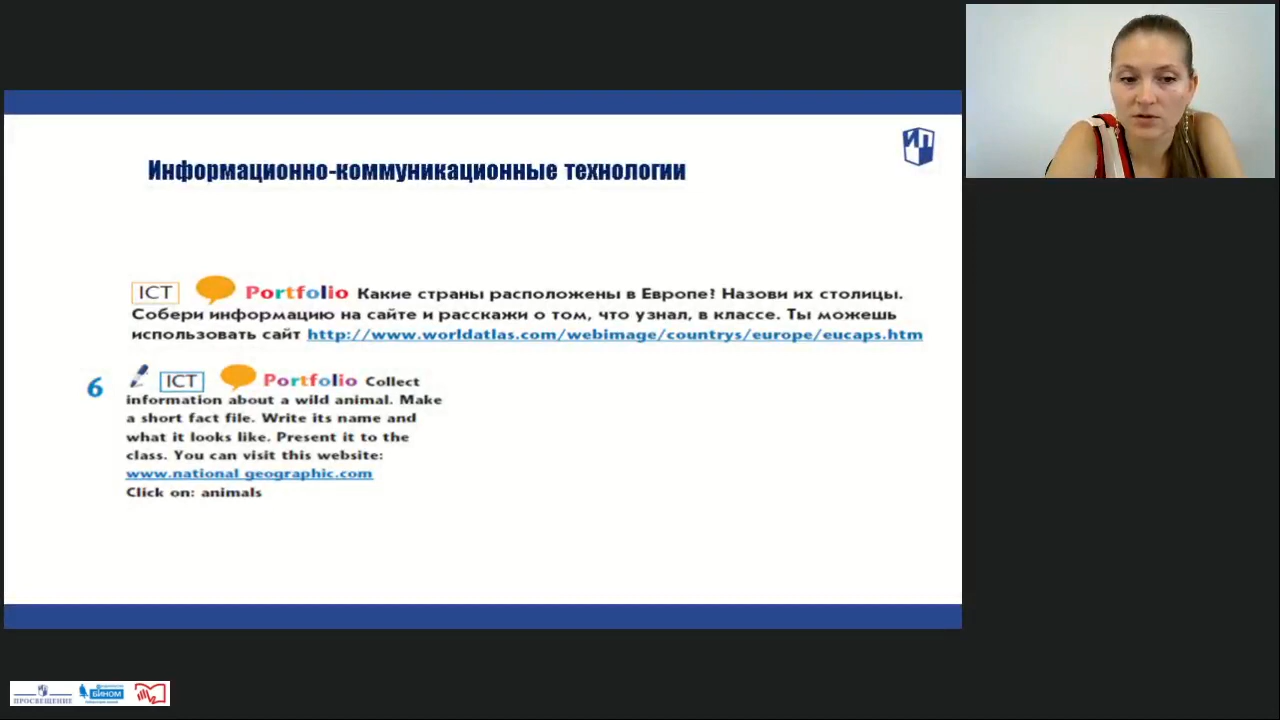 Информационно-коммуникационные технологии
ICT Portfolio Какие страны расположены в Европе? Назови их столицы.
Собери информацию на сайте и расскажи о том, что узнал, в классе. Ты можешь
использовать сайт http://www.worldatlas.com/webimage/countrys/europe/eucaps.htm
6 ICT Portfolio Collect
information about a wild animal. Make
a short fact file. Write its name and
what it looks like. Present it to the
class. You can visit this website:
www.national geographic.com
Click on: animals
ПРОСВЕЩЕНИЕ
БИНОМ